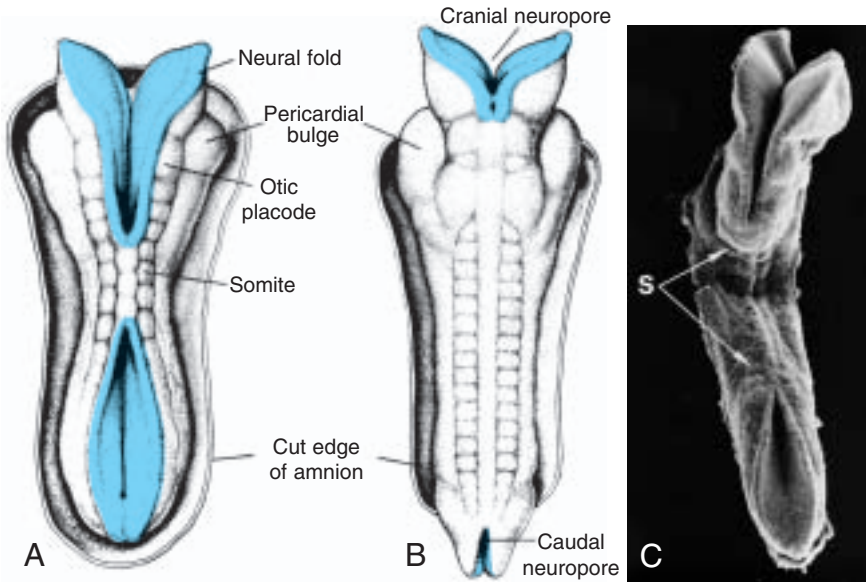 Cranial neuropore
Neural fold
Pericardial
bulge
Otic
placode
Somite
S
Cut edge
of amnion
Caudal
neuropore
A
B
C